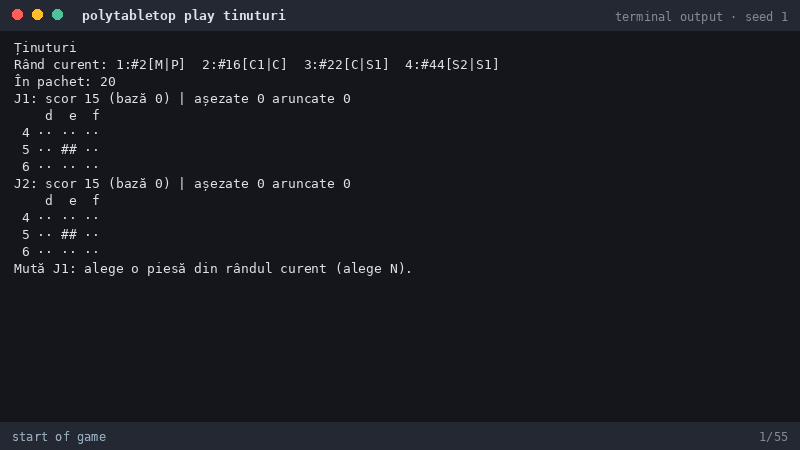 polytabletop play tinuturi
terminal output · seed 1
Ținuturi
Rând curent: 1:#2[M|P]  2:#16[C1|C]  3:#22[C|S1]  4:#44[S2|S1]
În pachet: 20
J1: scor 15 (bază 0) | așezate 0 aruncate 0
    d  e  f
 4 ·· ·· ··
 5 ·· ## ··
 6 ·· ·· ··
J2: scor 15 (bază 0) | așezate 0 aruncate 0
    d  e  f
 4 ·· ·· ··
 5 ·· ## ··
 6 ·· ·· ··
Mută J1: alege o piesă din rândul curent (alege N).
start of game
1/55